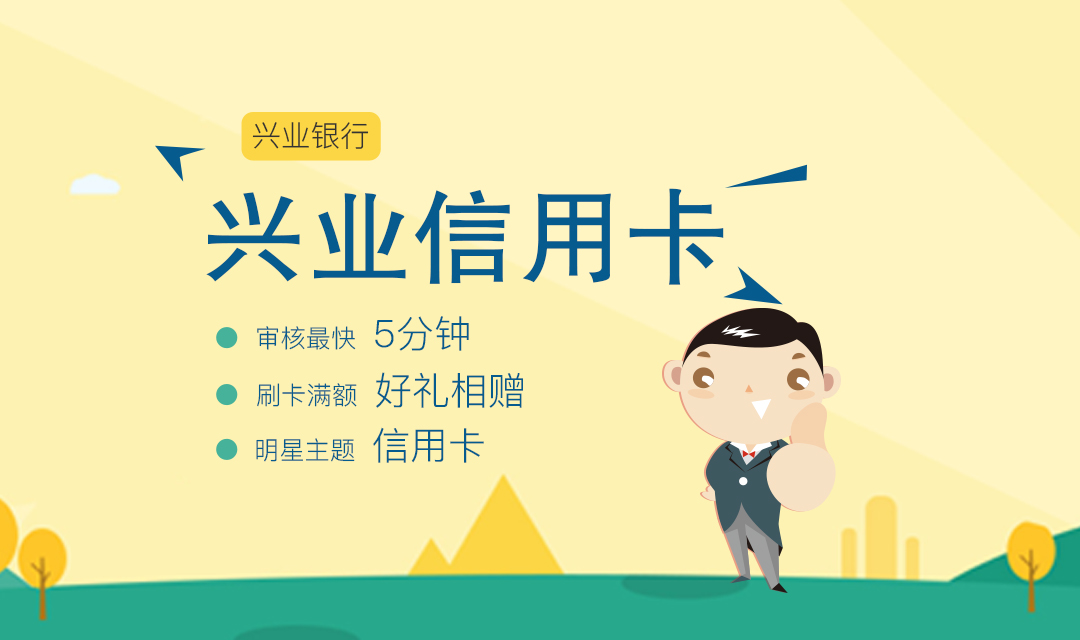 兴业银行
兴业信用卡
审核最快 5分钟
刷卡满额 好礼相赠
明星主题 信用卡